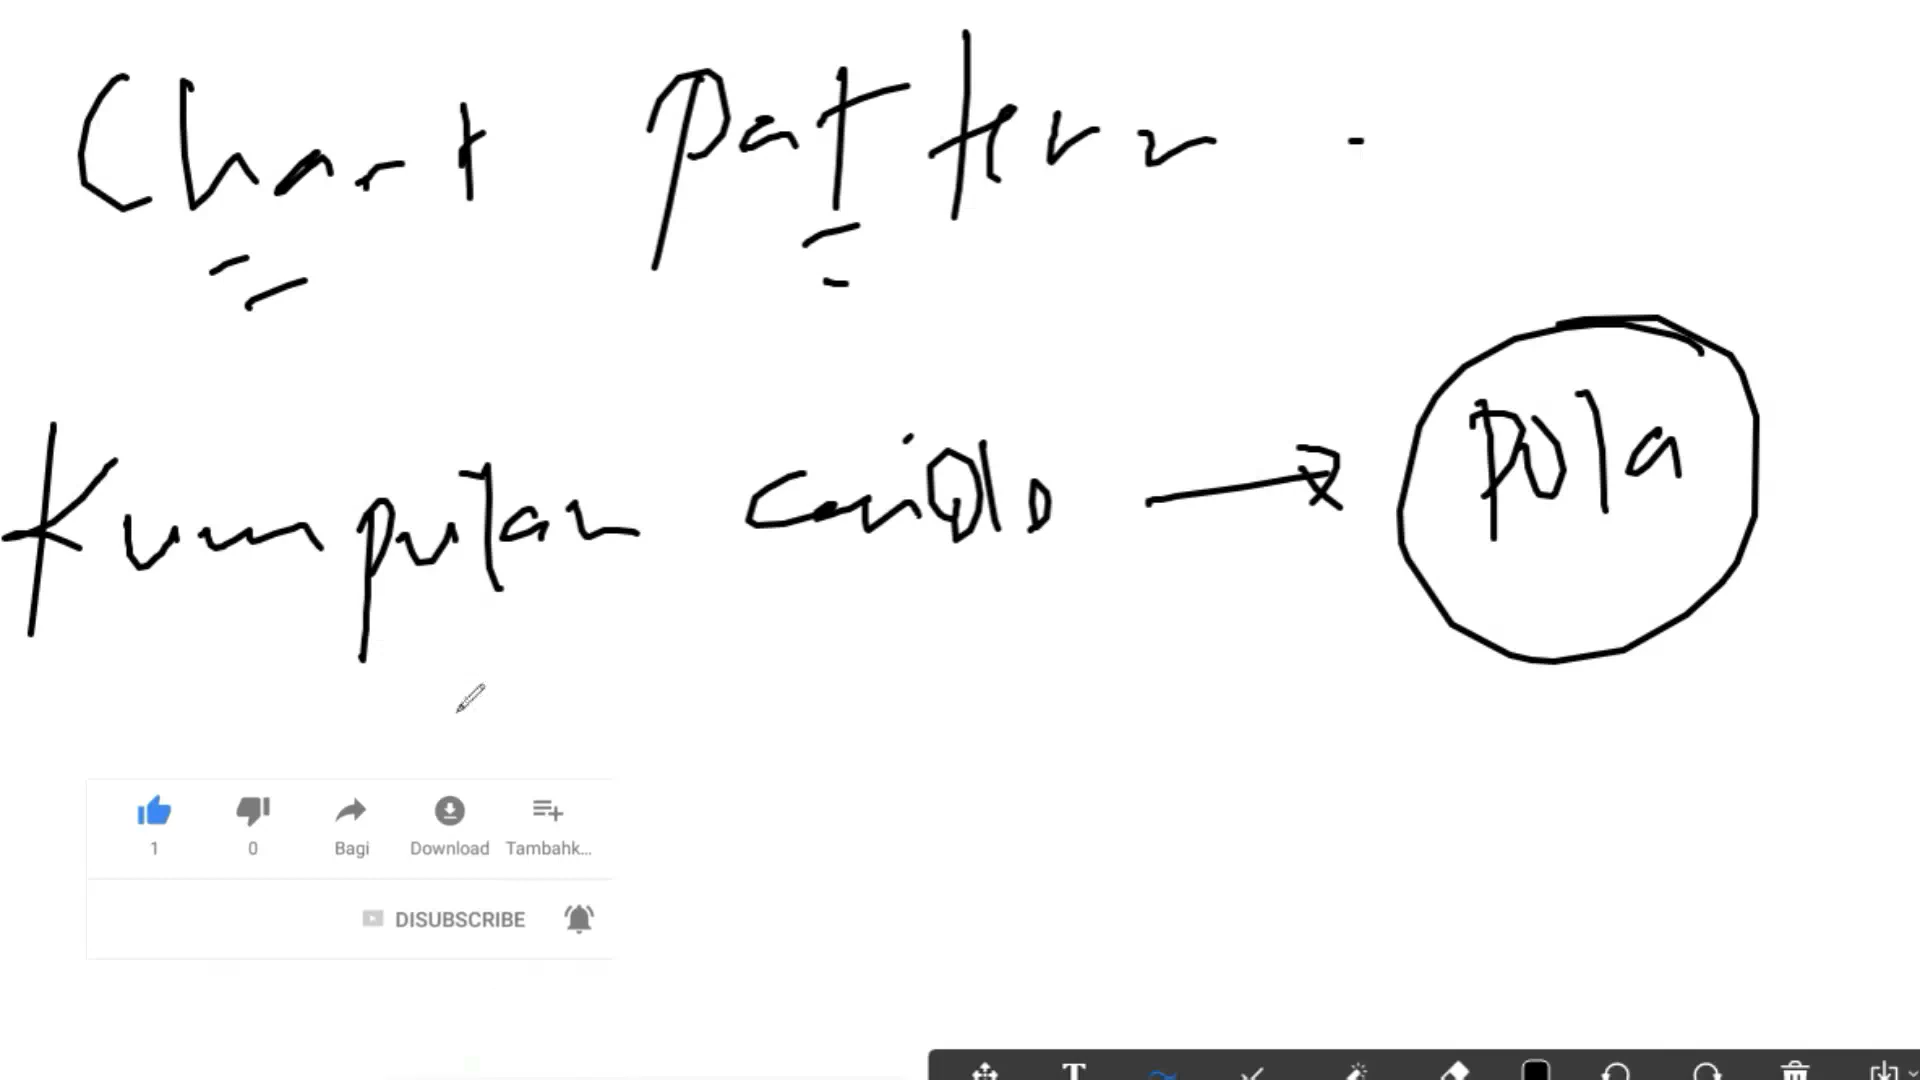 Chart Pattern
Kumpulan candle → pola
1 0 Bagi Download Tambahk...
DISUBSCRIBE
T